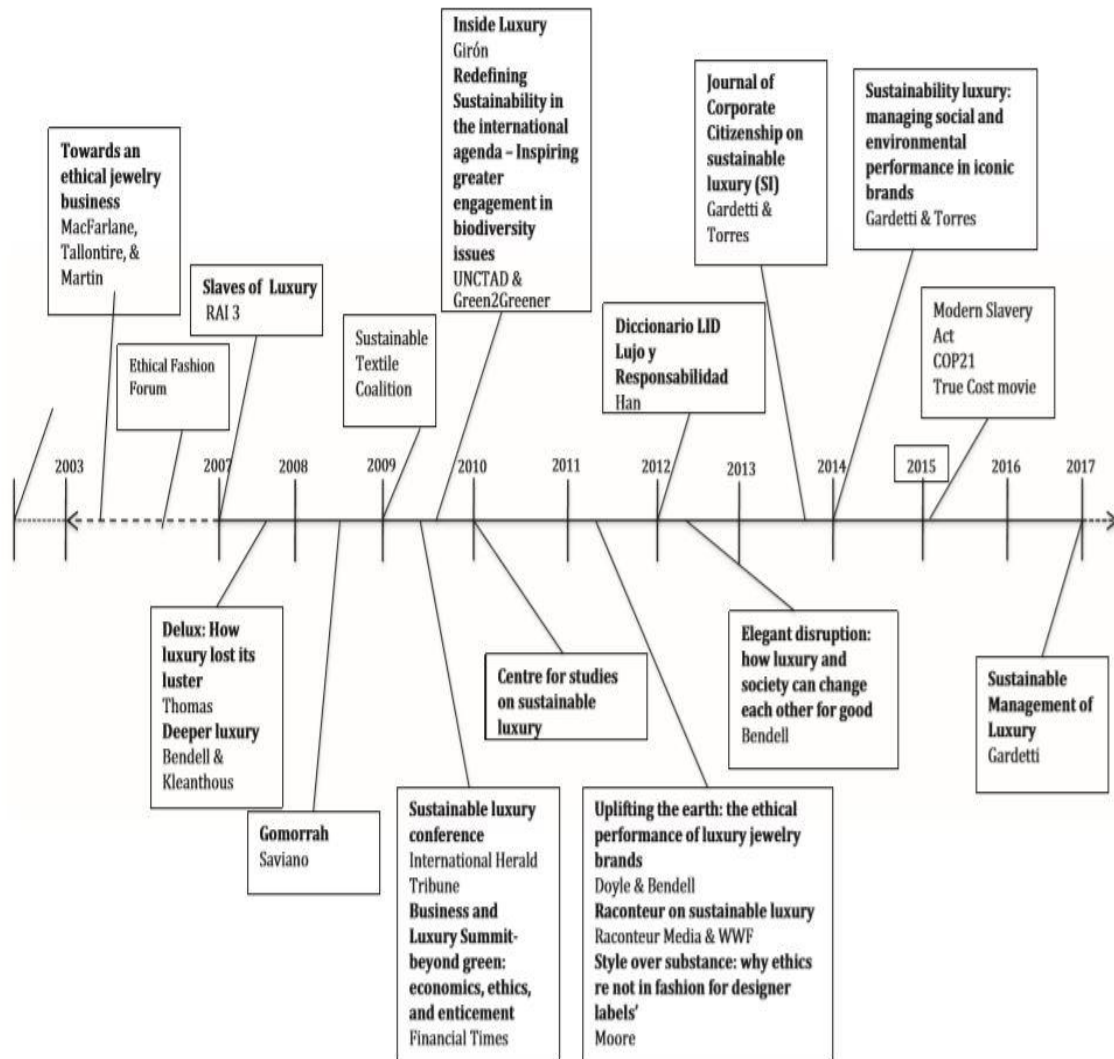 Inside Luxury
Girón
Redefining
Sustainability in
the international
agenda – Inspiring
greater
engagement in
biodiversity
issues
UNCTAD &
Green2Greener
Journal of
Corporate
Citizenship on
sustainable
luxury (SI)
Gardetti &
Torres
Sustainability luxury:
managing social and
environmental
performance in iconic
brands
Gardetti & Torres
Towards an
ethical jewelry
business
MacFarlane,
Tallontire, &
Martin
Slaves of Luxury
RAI 3
Ethical Fashion
Forum
Sustainable
Textile
Coalition
Diccionario LID
Lujo y
Responsabilidad
Han
Modern Slavery
Act
COP21
True Cost movie
2003
2007
2008
2009
2010
2011
2012
2013
2014
2015
2016
2017
Delux: How
luxury lost its
luster
Thomas
Deeper luxury
Bendell &
Kleanthous
Gomorrah
Saviano
Sustainable luxury
conference
International Herald
Tribune
Business and
Luxury Summit-
beyond green:
economics, ethics,
and enticement
Financial Times
Centre for studies
on sustainable
luxury
Uplifting the earth: the ethical
performance of luxury jewelry
brands
Doyle & Bendell
Raconteur on sustainable luxury
Raconteur Media & WWF
Style over substance: why ethics
re not in fashion for designer
labels'
Moore
Elegant disruption:
how luxury and
society can change
each other for good
Bendell
Sustainable
Management of
Luxury
Gardetti